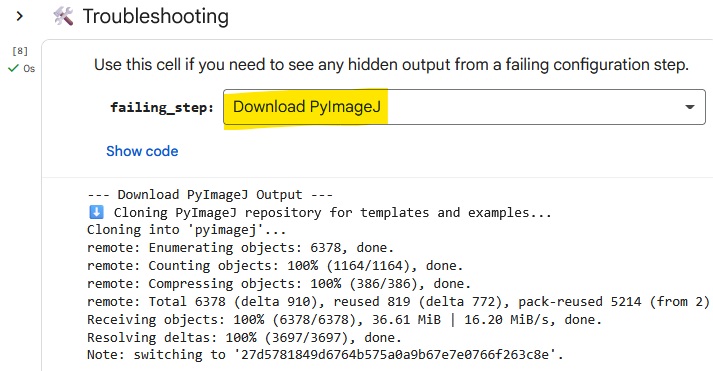 Troubleshooting
[8]
0s
Use this cell if you need to see any hidden output from a failing configuration step.
failing_step: Download PyImageJ
Show code
--- Download PyImageJ Output ---
Cloning PyImageJ repository for templates and examples...
Cloning into 'pyimagej'...
remote: Enumerating objects: 6378, done.
remote: Counting objects: 100% (1164/1164), done.
remote: Compressing objects: 100% (386/386), done.
remote: Total 6378 (delta 910), reused 819 (delta 772), pack-reused 5214 (from 2)
Receiving objects: 100% (6378/6378), 36.61 MiB | 16.20 MiB/s, done.
Resolving deltas: 100% (3697/3697), done.
Note: switching to '27d5781849d6764b575a0a9b67e7e0766f263c8e'.